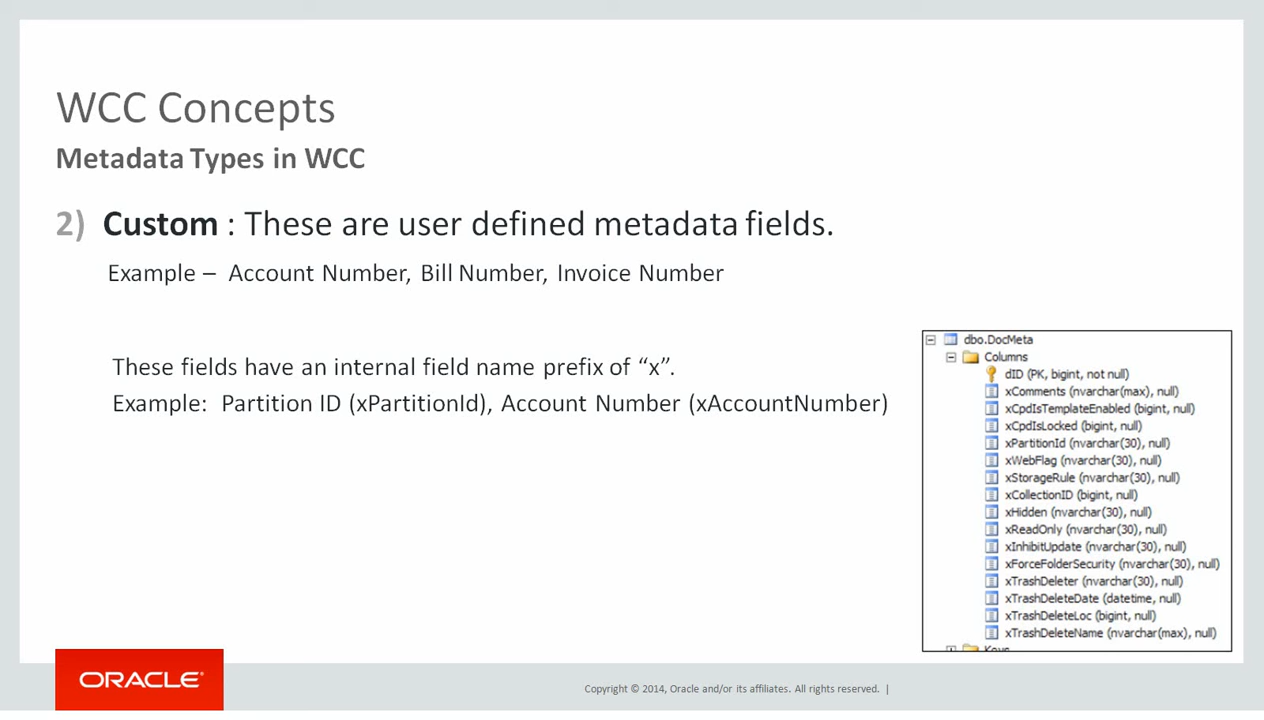 WCC Concepts
Metadata Types in WCC
2) Custom : These are user defined metadata fields.
Example – Account Number, Bill Number, Invoice Number
These fields have an internal field name prefix of “x”.
Example: Partition ID (xPartitionId), Account Number (xAccountNumber)
dbo.DocMeta
Columns
dID (PK, bigint, not null)
xComments (nvarchar(max), null)
xCpdIsTemplateEnabled (bigint, null)
xCpdIsLocked (bigint, null)
xPartitionId (nvarchar(30), null)
xWebFlag (nvarchar(30), null)
xStorageRule (nvarchar(30), null)
xCollectionID (bigint, null)
xHidden (nvarchar(30), null)
xReadOnly (nvarchar(30), null)
xInhibitUpdate (nvarchar(30), null)
xForceFolderSecurity (nvarchar(30), null)
xTrashDeleter (nvarchar(30), null)
xTrashDeleteDate (datetime, null)
xTrashDeleteLoc (bigint, null)
xTrashDeleteName (nvarchar(max), null)
Keys
ORACLE®
Copyright © 2014, Oracle and/or its affiliates. All rights reserved. |